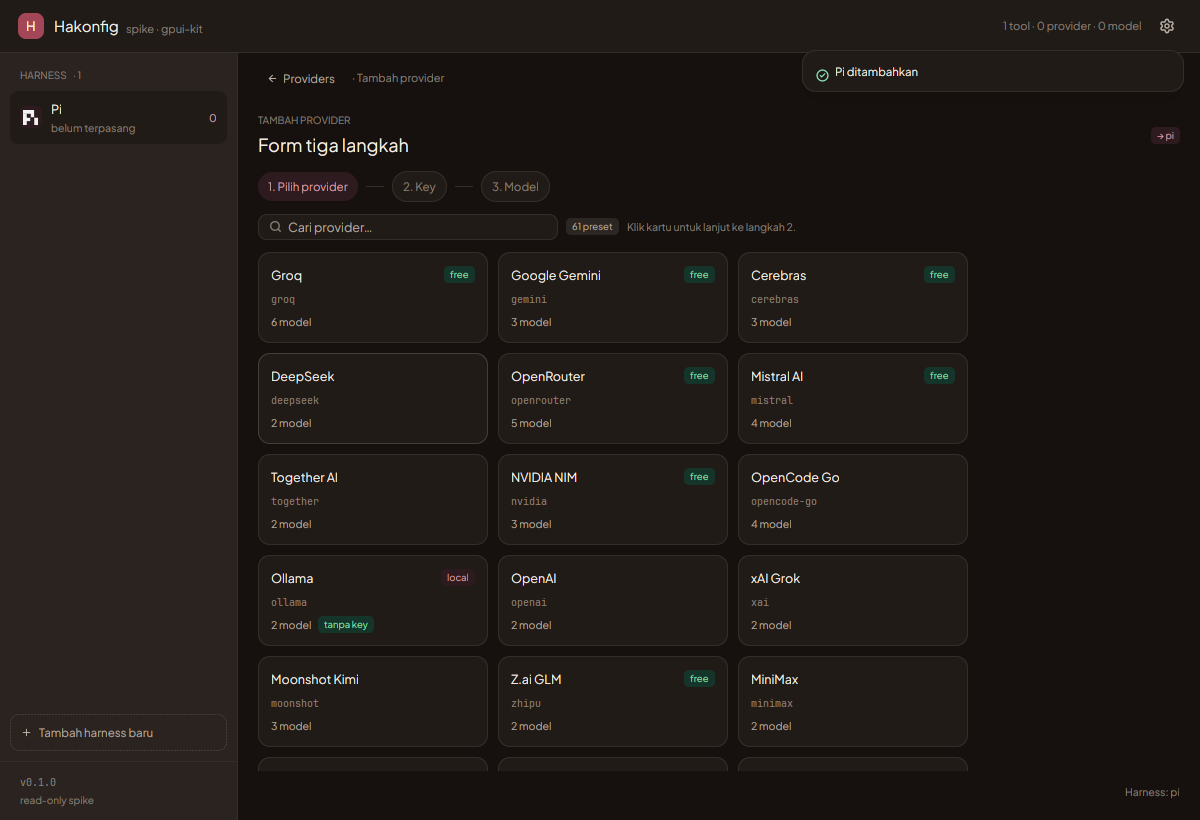 H Hakonfig spike · gpui-kit
1 tool · 0 provider · 0 model
HARNESS · 1
Pi
belum terpasang
0
+ Tambah harness baru
v0.1.0
read-only spike
← Providers · Tambah provider
Pi ditambahkan
TAMBAH PROVIDER
Form tiga langkah
→ pi
1. Pilih provider
2. Key
3. Model
Cari provider...
61 preset
Klik kartu untuk lanjut ke langkah 2.
Groq free
groq
6 model
Google Gemini free
gemini
3 model
Cerebras free
cerebras
3 model
DeepSeek
deepseek
2 model
OpenRouter free
openrouter
5 model
Mistral AI free
mistral
4 model
Together AI
together
2 model
NVIDIA NIM free
nvidia
3 model
OpenCode Go
opencode-go
4 model
Ollama local
ollama
2 model tanpa key
OpenAI
openai
2 model
xAI Grok
xai
2 model
Moonshot Kimi
moonshot
3 model
Z.ai GLM free
zhipu
2 model
MiniMax
minimax
2 model
Harness: pi